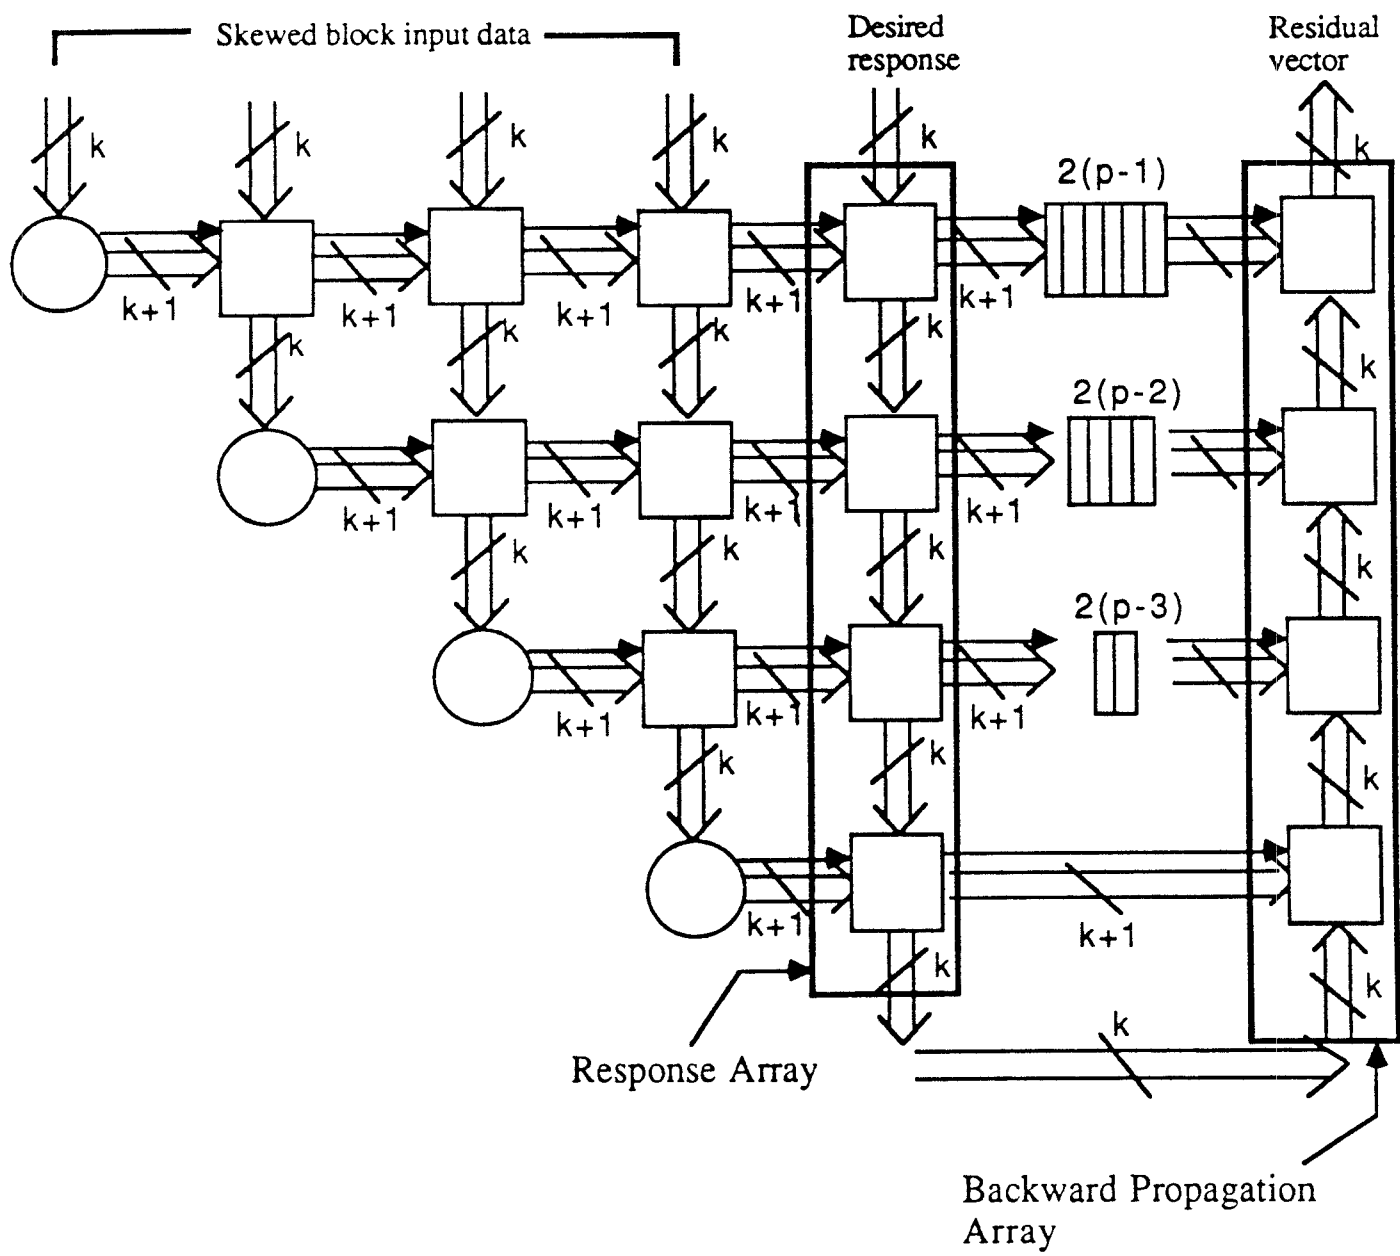 Skewed block input data
Desired
response
Residual
vector
k
k
k
k
k
k
2(p-1)
k+1
k+1
k+1
k+1
k+1
k
k
k
k
k
2(p-2)
k+1
k+1
k+1
k+1
k
k
k
k
2(p-3)
k+1
k+1
k+1
k
k
k
k+1
k+1
k
k
k
Response Array
Backward Propagation
Array